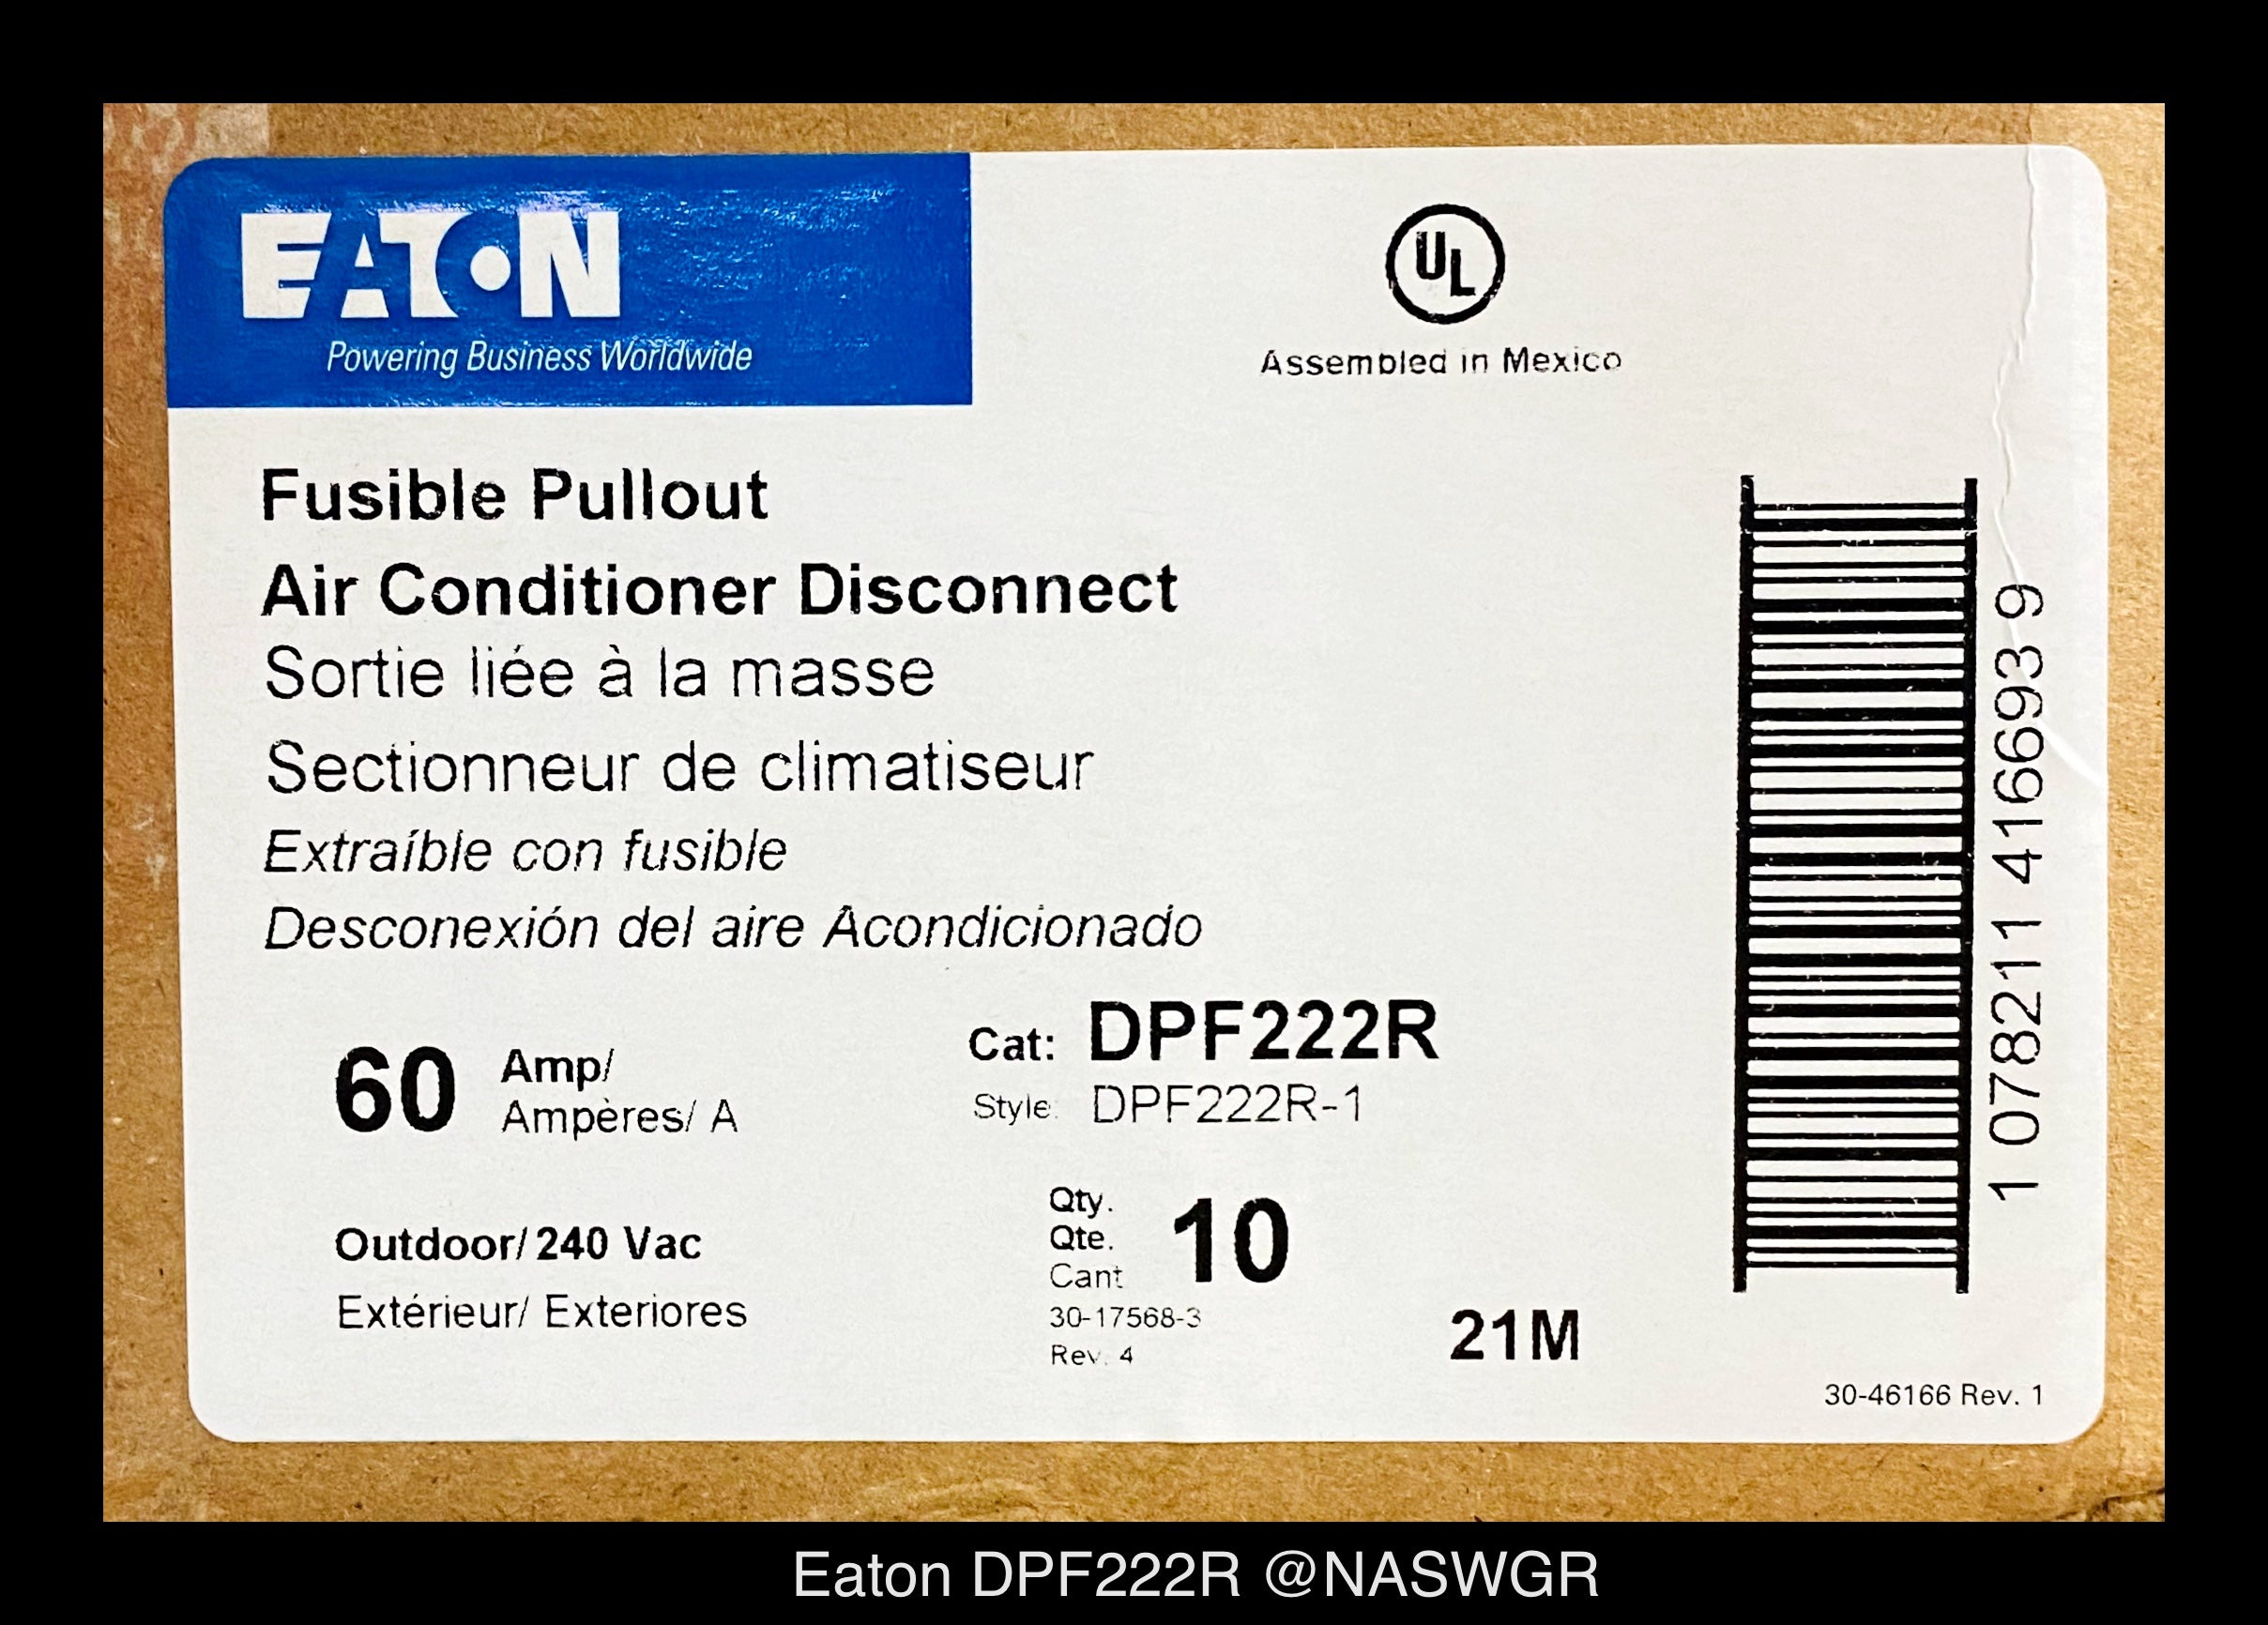 EATON
Powering Business Worldwide
UL
Assembled in Mexico
Fusible Pullout
Air Conditioner Disconnect
Sortie liée à la masse
Sectionneur de climatiseur
Extraíble con fusible
Desconexión del aire Acondicionado
60 Amp/
Ampères/ A
Cat: DPF222R
Style: DPF222R-1
Outdoor/ 240 Vac
Extérieur/ Exteriores
Qty.
Qte.
Cant
10
30-17568-3
Rev. 4
21M
1 078211 416693 9
30-46166 Rev. 1
Eaton DPF222R @NASWGR